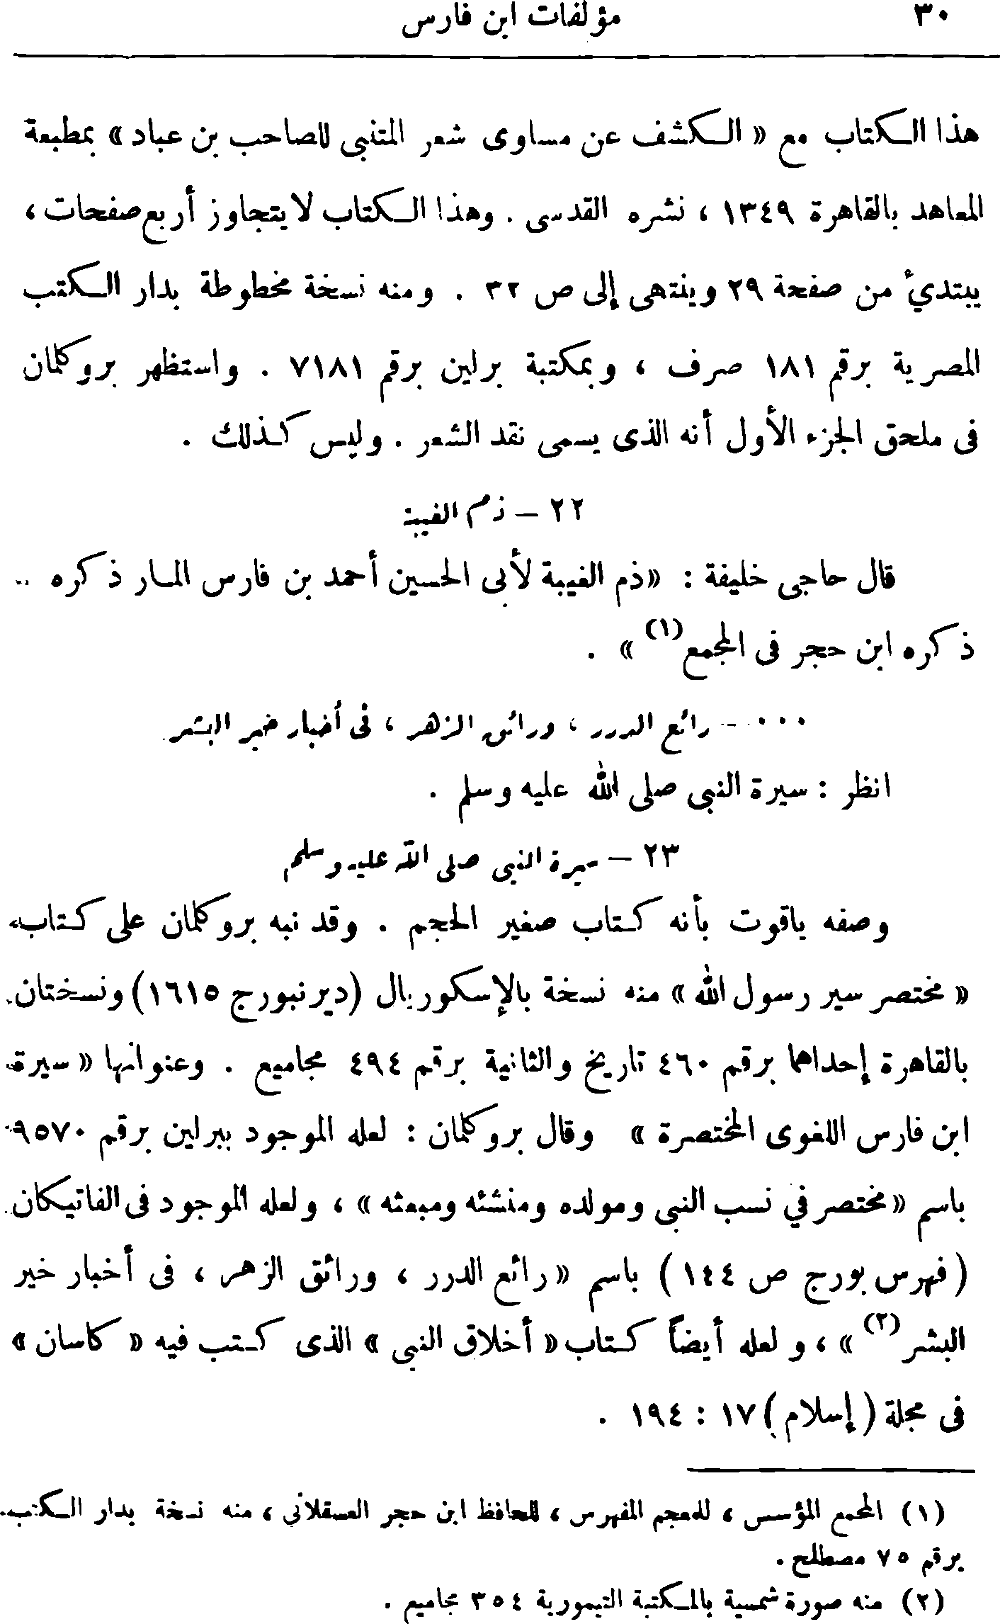 ٣٠ مؤلفات ابن فارس
هذا الكتاب مع « الكشف عن مساوى شعر المتنبى للصاحب بن عباد » بمطبعة
المعاهد بالقاهرة ١٣٤٩ ، نشره القدسى . وهذا الكتاب لا يتجاوز أربع صفحات ،
يبتدئ من صفحة ٢٩ وينتهى إلى ص ٣٢ . ومنه نسخة مخطوطة بدار الكتب
المصرية برقم ١٨١ صرف ، وبمكتبة برلين برقم ٧١٨١ . واستظهر بروكلمان
فى ملحق الجزء الأول أنه الذى يسمى نقد الشعر . وليس كذلك .
٢٢ — ذم الغيبة
قال حاجى خليفة : «ذم الغيبة لأبى الحسين أحمد بن فارس المار ذكره ..
ذكره ابن حجر فى المجمع (١) » .
٠٠٠ — رائع الدرر ، ورائق الزهر ، فى أخبار خير البشر
انظر : سيرة النبى صلى الله عليه وسلم .
٢٣ — سيرة النبى صلى الله عليه وسلم
وصفه ياقوت بأنه كتاب صغير الحجم . وقد نبه بروكلمان على كتاب
« مختصر سير رسول الله » منه نسخة بالإسكوريال (ديرنبورج ١٦١٥) ونسختان
بالقاهرة إحداهما برقم ٤٦٠ تاريخ والثانية برقم ٤٩٤ مجاميع . وعنوانها «سيرة
ابن فارس اللغوى المختصرة » وقال بروكلمان : لعله الموجود ببرلين برقم ٩٥٧٠
باسم «مختصر في نسب النبى ومولده ومنشئه ومبعثه » ، ولعله الموجود فى الفاتيكان
(فهرس بورج ص ١٤٤ ) باسم «رائع الدرر ، ورائق الزهر ، فى أخبار خير
البشر (٢) » ، ولعله أيضاً كتاب « أخلاق النبى » الذى كتب فيه « كاسان »
فى مجلة (إسلام) ١٧ : ١٩٤ .
(١) المجمع المؤسس ، للمعجم المفهرس ، للحافظ ابن حجر العسقلاني ، منه نسخة بدار الكتب
برقم ٧٥ مصطلح .
(٢) منه صورة شمسية بالمكتبة التيمورية ٣٥٤ مجاميع .